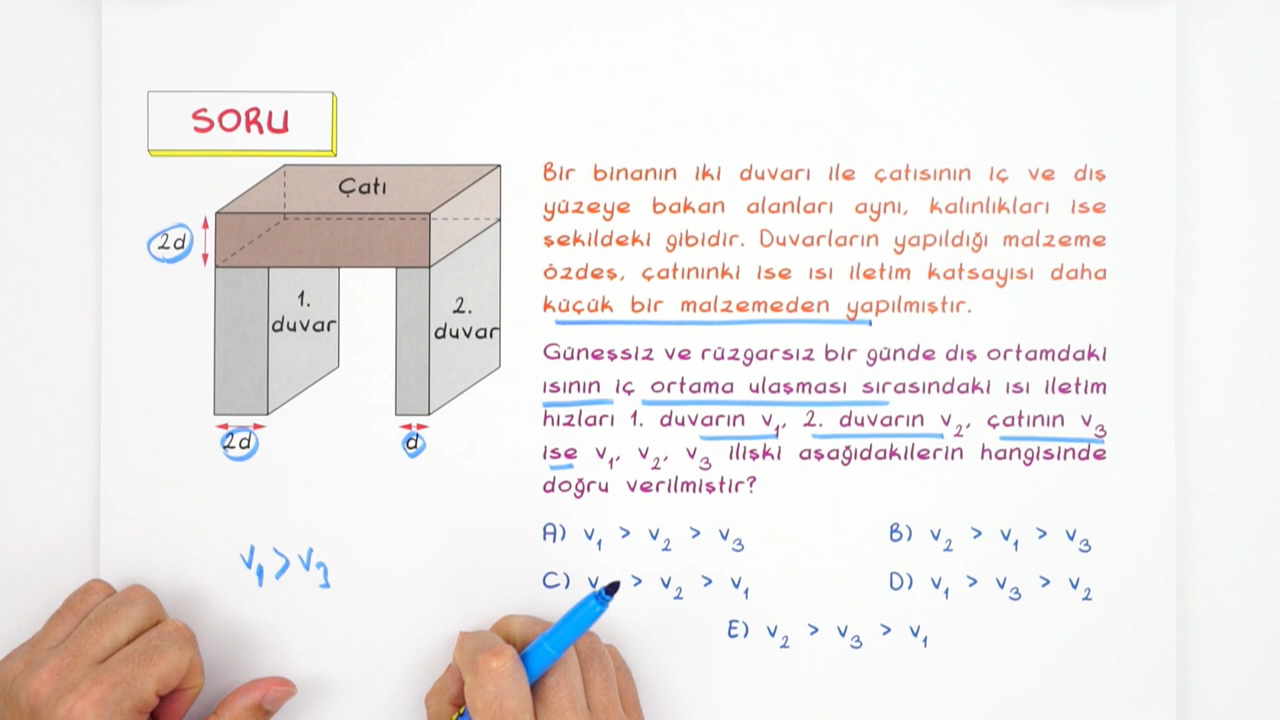 SORU
Çatı
2d
1.
duvar
2.
duvar
2d
d
Bir binanın iki duvarı ile çatısının iç ve dış
yüzeye bakan alanları aynı, kalınlıkları ise
şekildeki gibidir. Duvarların yapıldığı malzeme
özdeş, çatınınki ise ısı iletim katsayısı daha
küçük bir malzemeden yapılmıştır.
Güneşsiz ve rüzgarsız bir günde dış ortamdaki
ısının iç ortama ulaşması sırasındaki ısı iletim
hızları 1. duvarın v₁, 2. duvarın v₂, çatının v₃
ise v₁, v₂, v₃ ilişki aşağıdakilerin hangisinde
doğru verilmiştir?
A) v₁ > v₂ > v₃
B) v₂ > v₁ > v₃
C) v > v₂ > v₁
D) v₁ > v₃ > v₂
E) v₂ > v₃ > v₁
v₁ > v₃